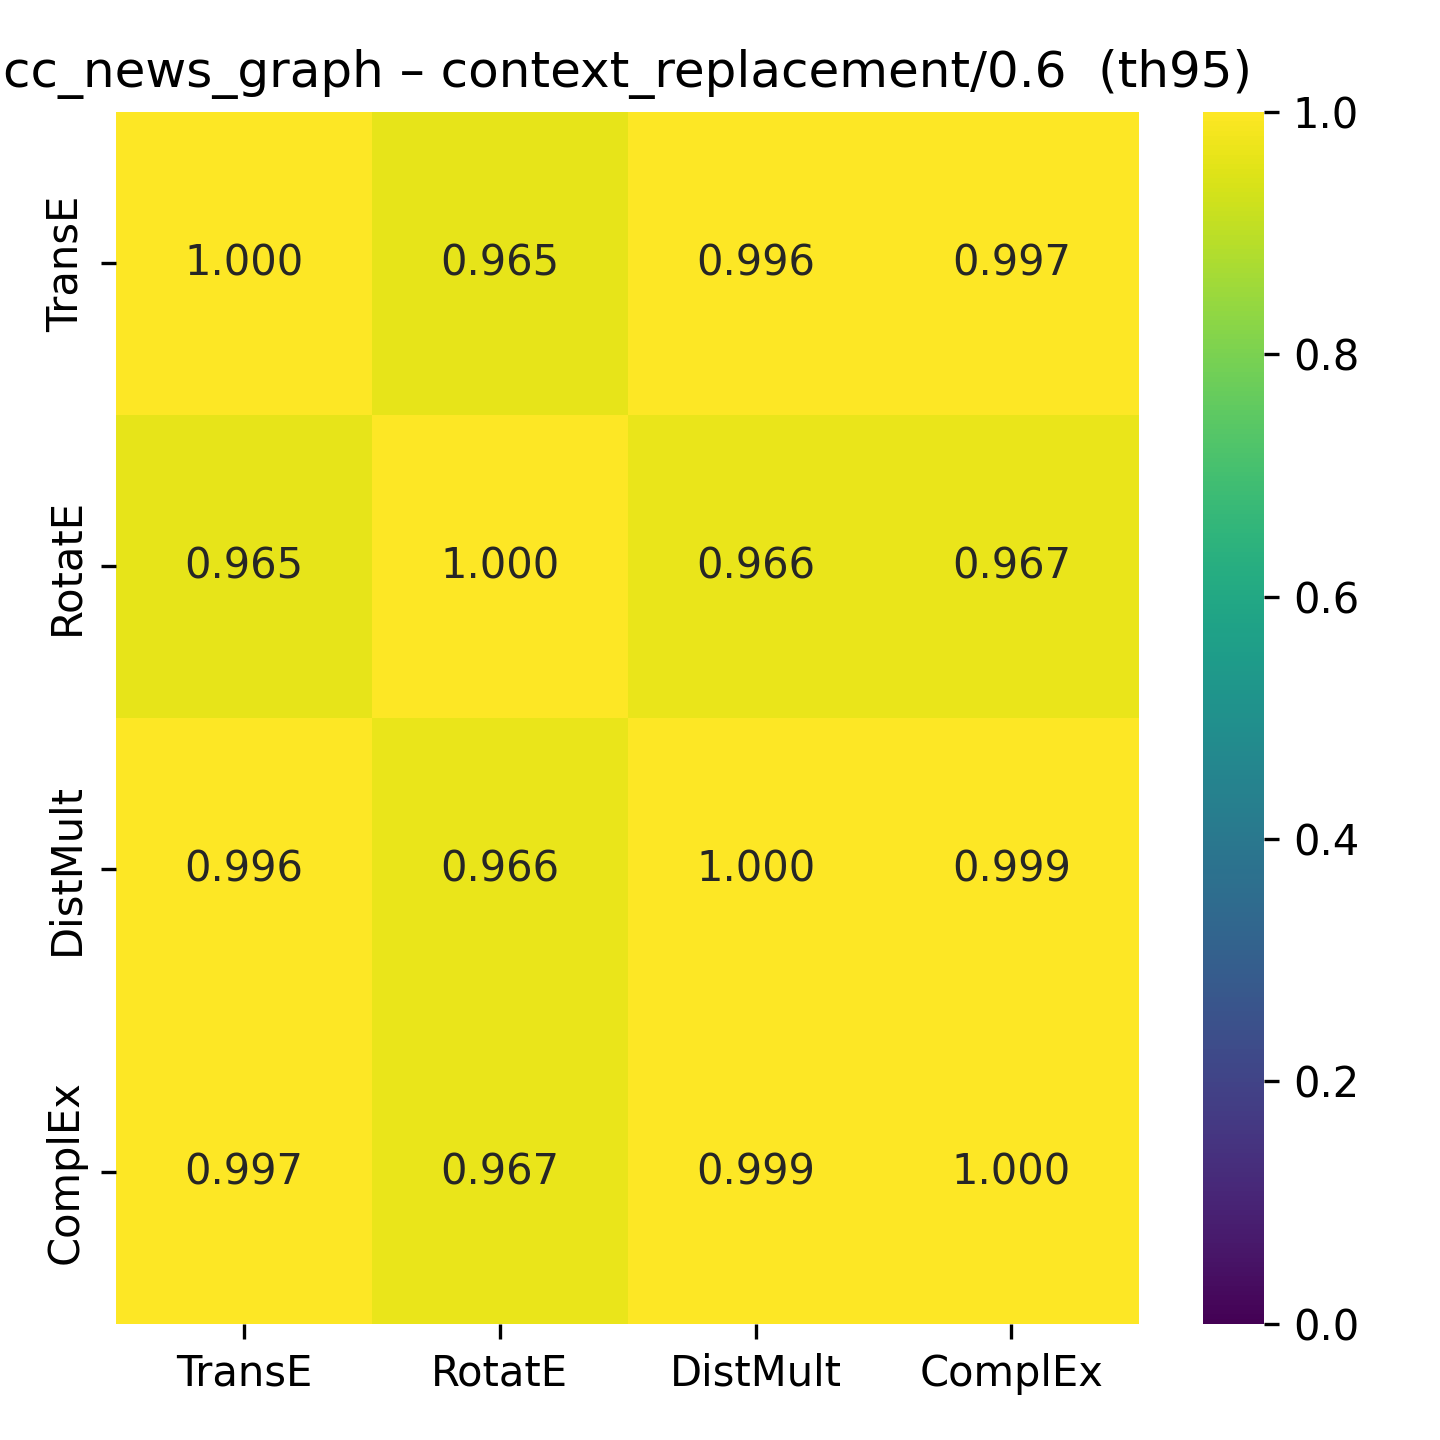 cc_news_graph – context_replacement/0.6  (th95)
1.0
TransE 1.000 0.965 0.996 0.997
0.8
RotatE 0.965 1.000 0.966 0.967
0.6
DistMult 0.996 0.966 1.000 0.999
0.4
0.2
ComplEx 0.997 0.967 0.999 1.000
0.0
TransE RotatE DistMult ComplEx